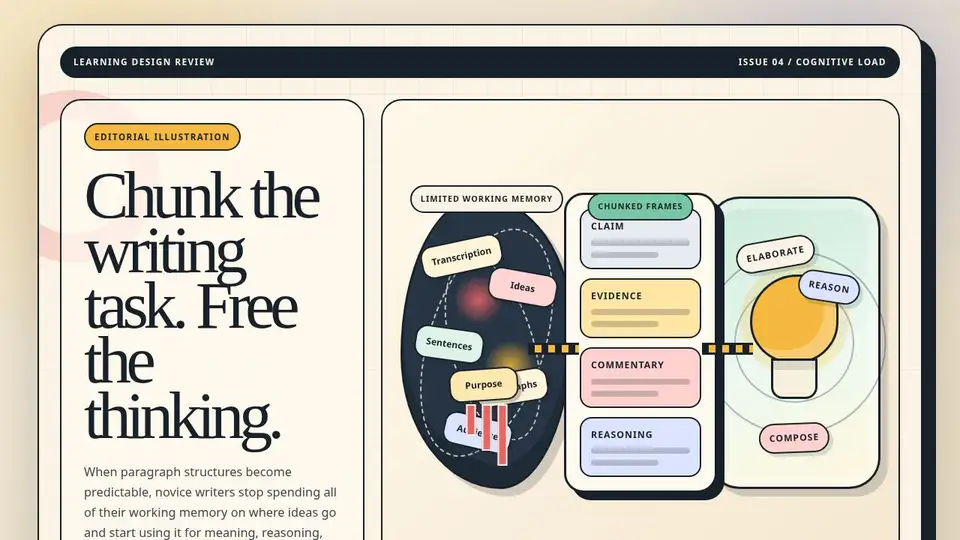 LEARNING DESIGN REVIEW
ISSUE 04 / COGNITIVE LOAD
EDITORIAL ILLUSTRATION
Chunk the
writing
task. Free
the
thinking.
When paragraph structures become
predictable, novice writers stop spending all
of their working memory on where ideas go
and start using it for meaning, reasoning,
LIMITED WORKING MEMORY
Transcription
Ideas
Sentences
Purpose
CHUNKED FRAMES
CLAIM
EVIDENCE
COMMENTARY
REASONING
ELABORATE
REASON
COMPOSE